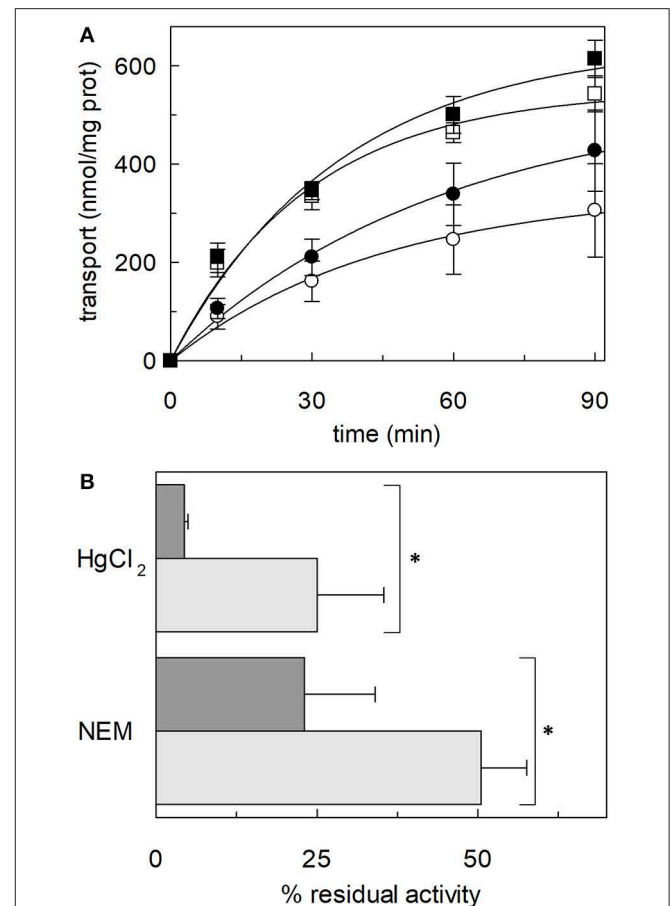 A
600
400
200
0
transport (nmol/mg prot)
0 30 60 90
time (min)
B
HgCl₂
*
NEM
*
0 25 50
% residual activity